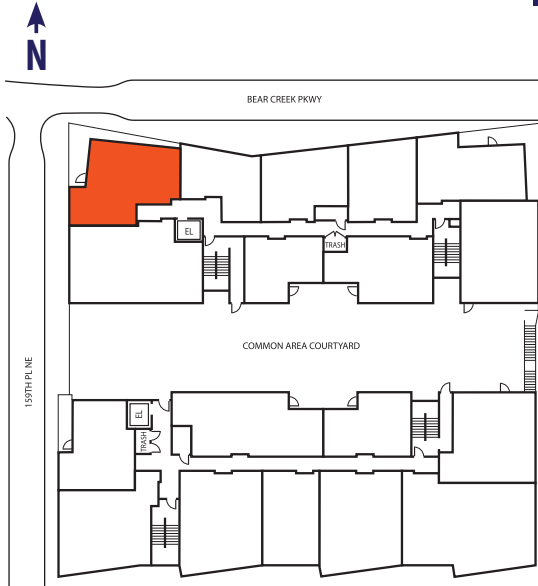 N
BEAR CREEK PKWY
EL
TRASH
COMMON AREA COURTYARD
159TH PL NE
EL
TRASH